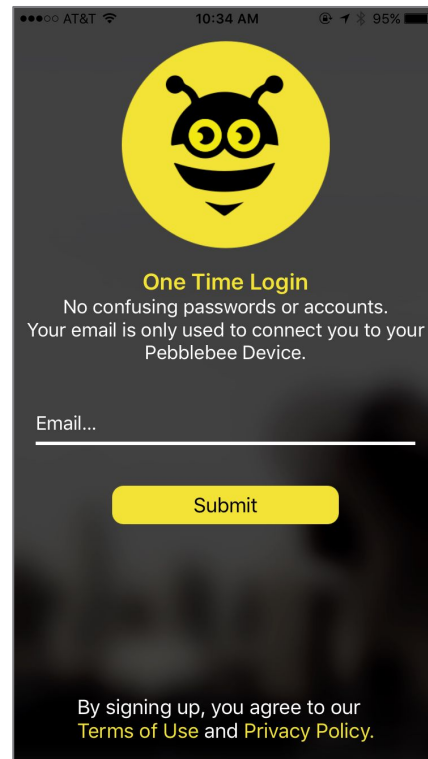 AT&T 10:34 AM 95%
One Time Login
No confusing passwords or accounts.
Your email is only used to connect you to your
Pebblebee Device.
Email...
Submit
By signing up, you agree to our
Terms of Use and Privacy Policy.